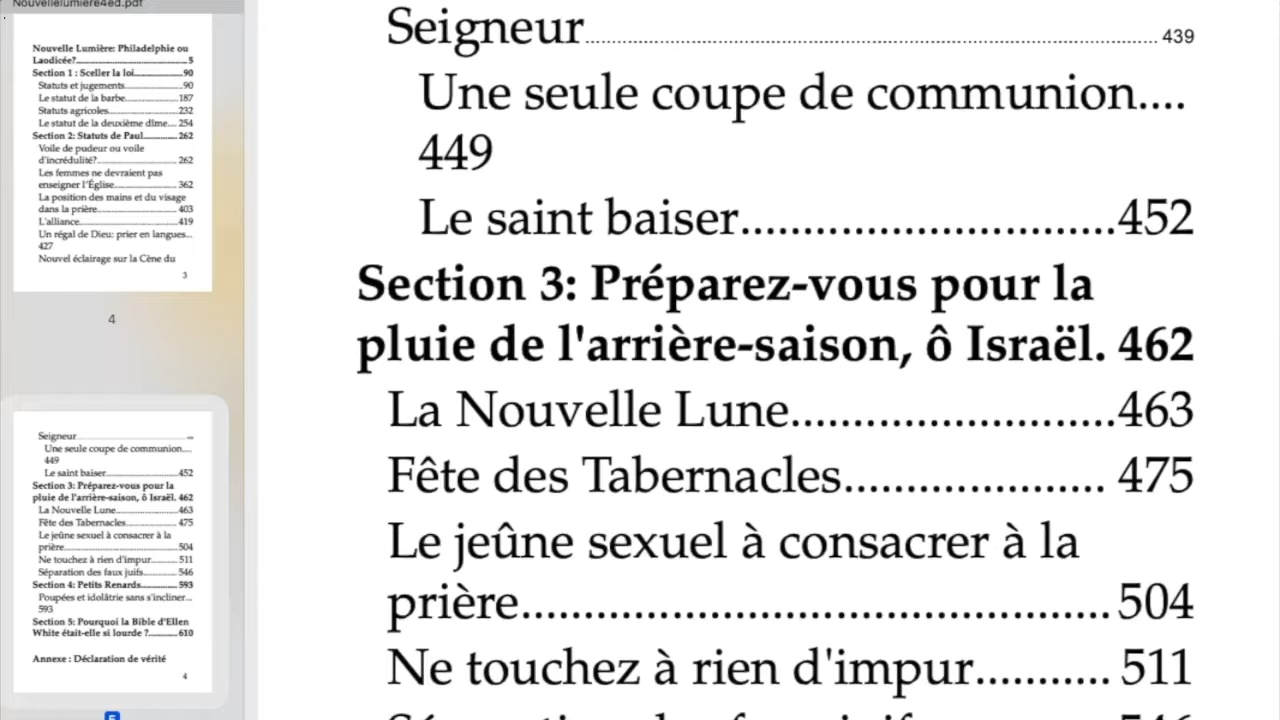 Nouvellelumiere4ed.pdf
Nouvelle Lumière: Philadelphie ou
Laodicée?..................................................5
Section 1 : Sceller la loi.................90
Statuts et jugements...................90
Le statut de la barbe..................187
Statuts agricoles........................232
Le statut de la deuxième dîme... 254
Section 2: Statuts de Paul............262
Voile de pudeur ou voile
d'incrédulité?............................ 262
Les femmes ne devraient pas
enseigner l'Église...................... 362
La position des mains et du visage
dans la prière............................ 403
L'alliance...................................419
Un régal de Dieu: prier en langues...
427
Nouvel éclairage sur la Cène du
3
4
Seigneur
Une seule coupe de communion....
449
Le saint baiser..........................452
Section 3: Préparez-vous pour la
pluie de l'arrière-saison, ô Israël. 462
La Nouvelle Lune......................463
Fête des Tabernacles.................. 475
Le jeûne sexuel à consacrer à la
prière........................................504
Ne touchez à rien d'impur.......... 511
Séparation des faux juifs............ 546
Section 4: Petits Renards............. 593
Poupées et idolâtrie sans s'incliner...
593
Section 5: Pourquoi la Bible d'Ellen
White était-elle si lourde ?...........610
Annexe : Déclaration de vérité
4
5
Seigneur.................................................. 439
Une seule coupe de communion....
449
Le saint baiser.............................452
Section 3: Préparez-vous pour la
pluie de l'arrière-saison, ô Israël. 462
La Nouvelle Lune........................463
Fête des Tabernacles.................... 475
Le jeûne sexuel à consacrer à la
prière..........................................504
Ne touchez à rien d'impur........... 511